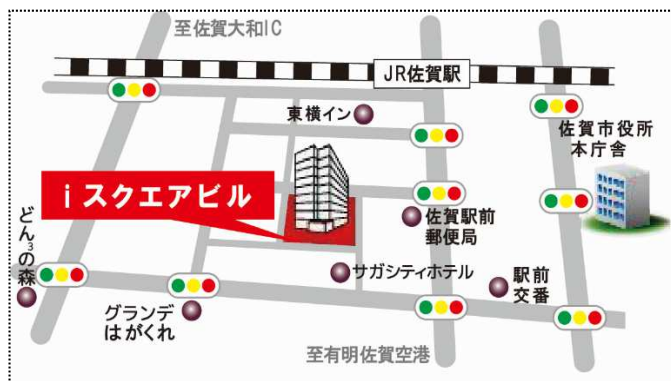 至佐賀大和IC
JR佐賀駅
東横イン
佐賀市役所
本庁舎
iスクエアビル
どん3の森
佐賀駅前
郵便局
サガシティホテル
駅前
交番
グランデ
はがくれ
至有明佐賀空港